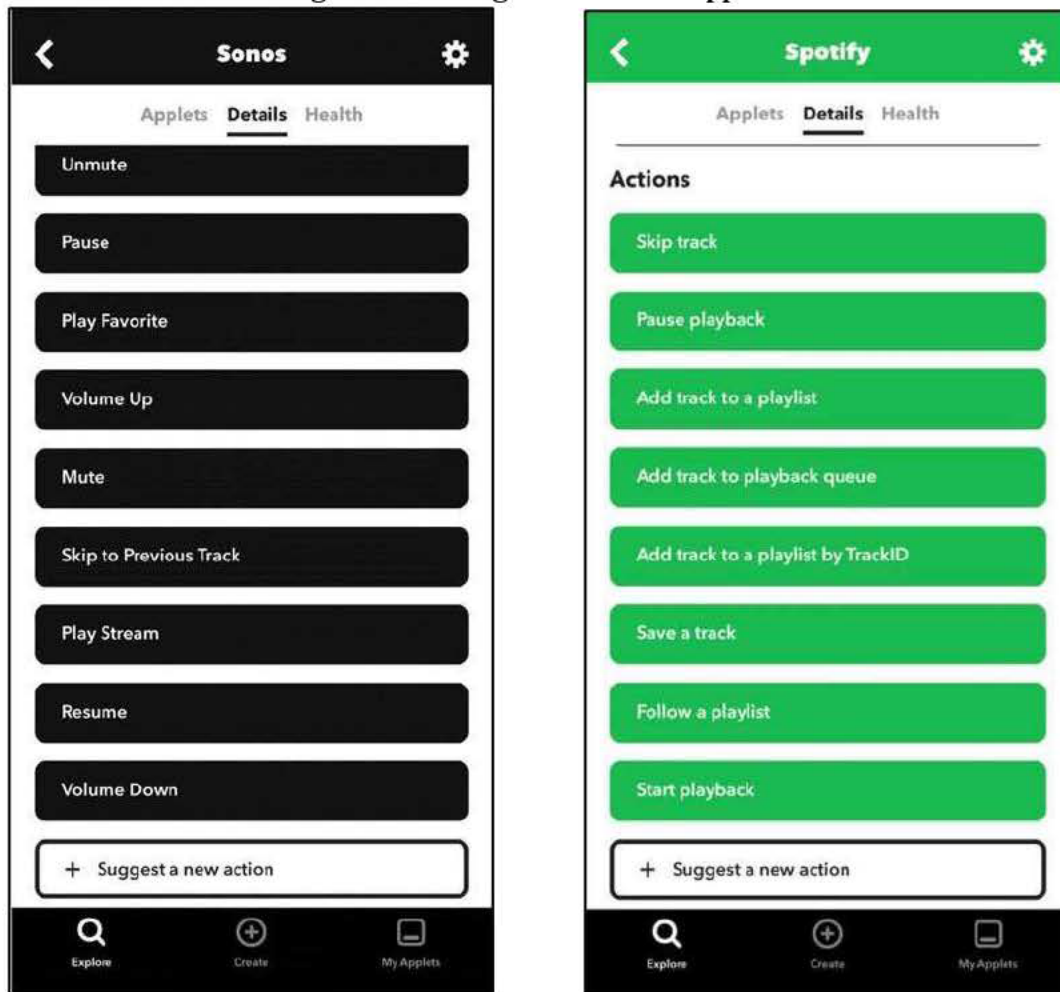 Sonos
Applets Details Health
Unmute
Pause
Play Favorite
Volume Up
Mute
Skip to Previous Track
Play Stream
Resume
Volume Down
+ Suggest a new action
Explore Create My Applets
Spotify
Applets Details Health
Actions
Skip track
Pause playback
Add track to a playlist
Add track to playback queue
Add track to a playlist by TrackID
Save a track
Follow a playlist
Start playback
+ Suggest a new action
Explore Create My Applets